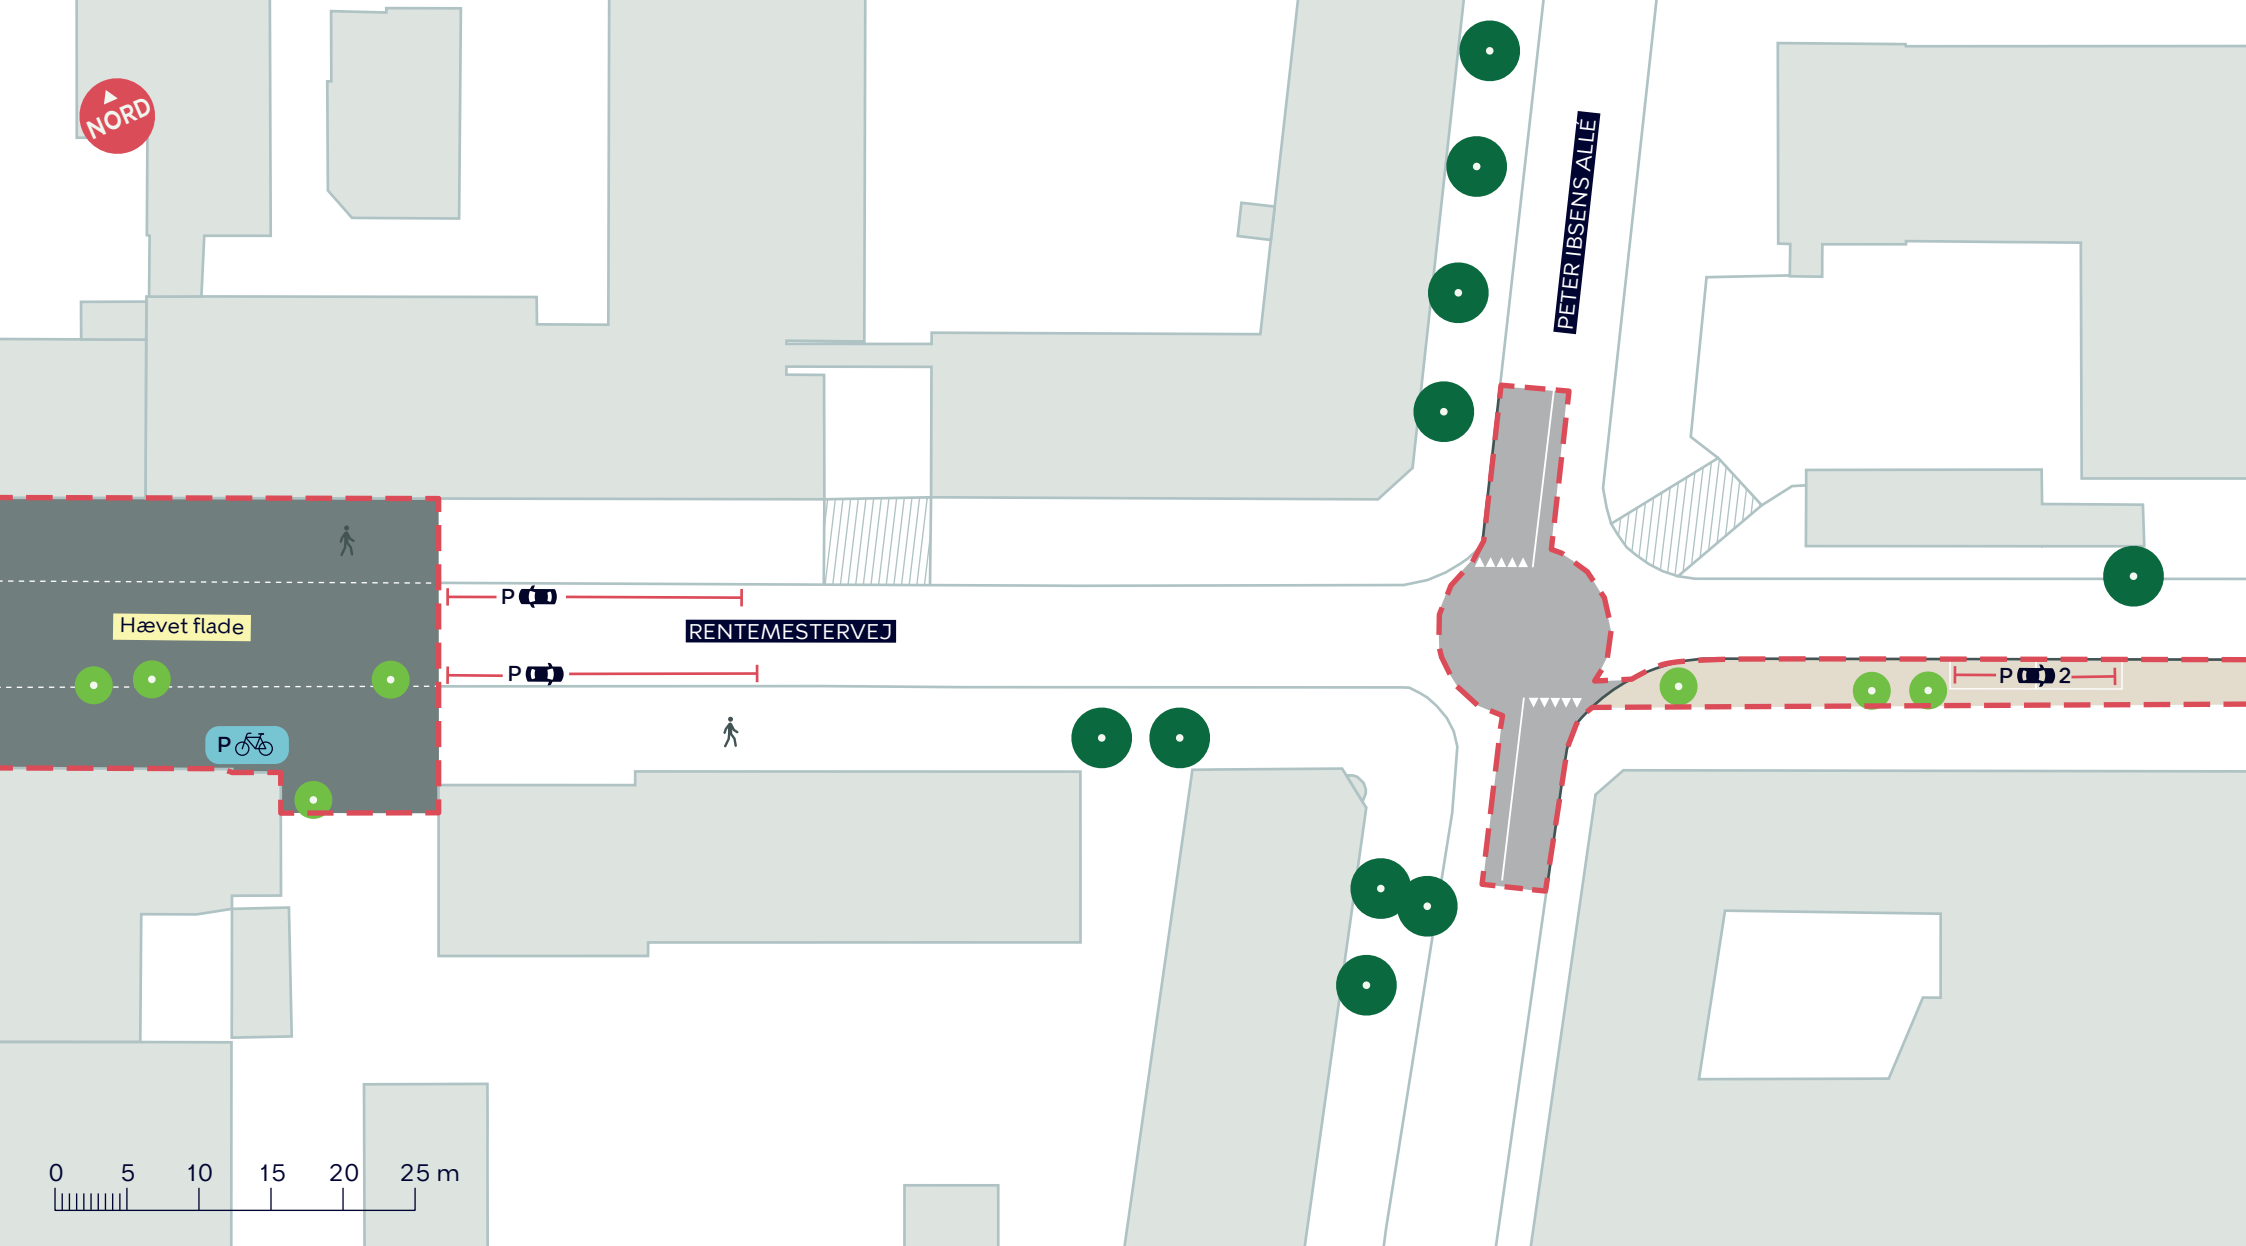 NORD
PETER IBSENS ALLÉ
P
Hævet flade
RENTEMESTERVEJ
P
P 2
P
0 5 10 15 20 25 m